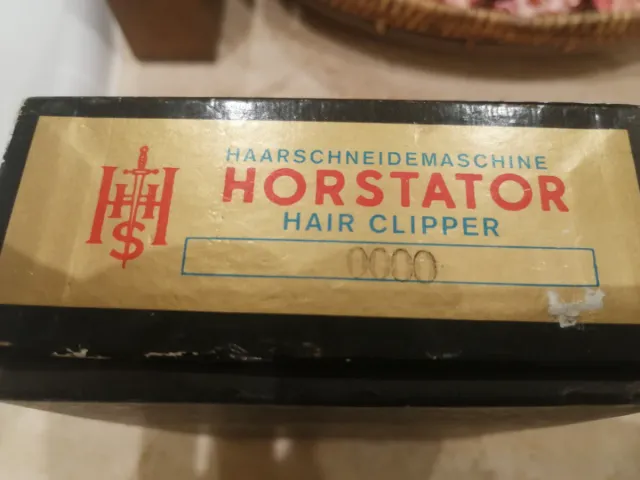 HAARSCHNEIDEMASCHINE
HORSTATOR
HAIR CLIPPER
0000